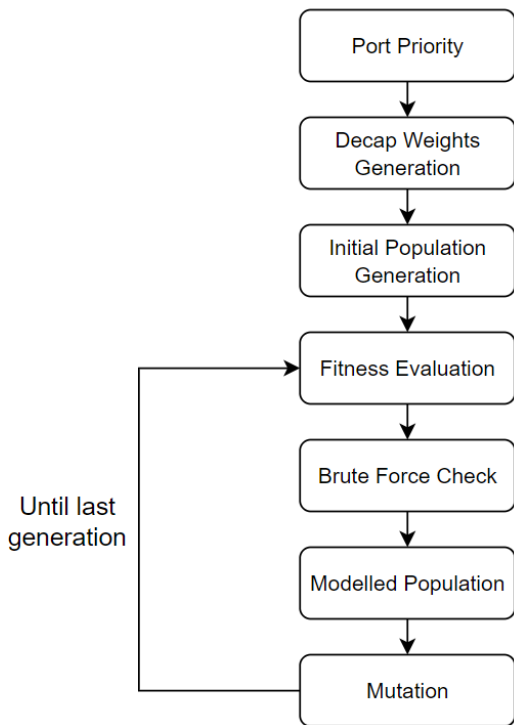 Port Priority
Decap Weights
Generation
Initial Population
Generation
Fitness Evaluation
Brute Force Check
Until last
generation
Modelled Population
Mutation